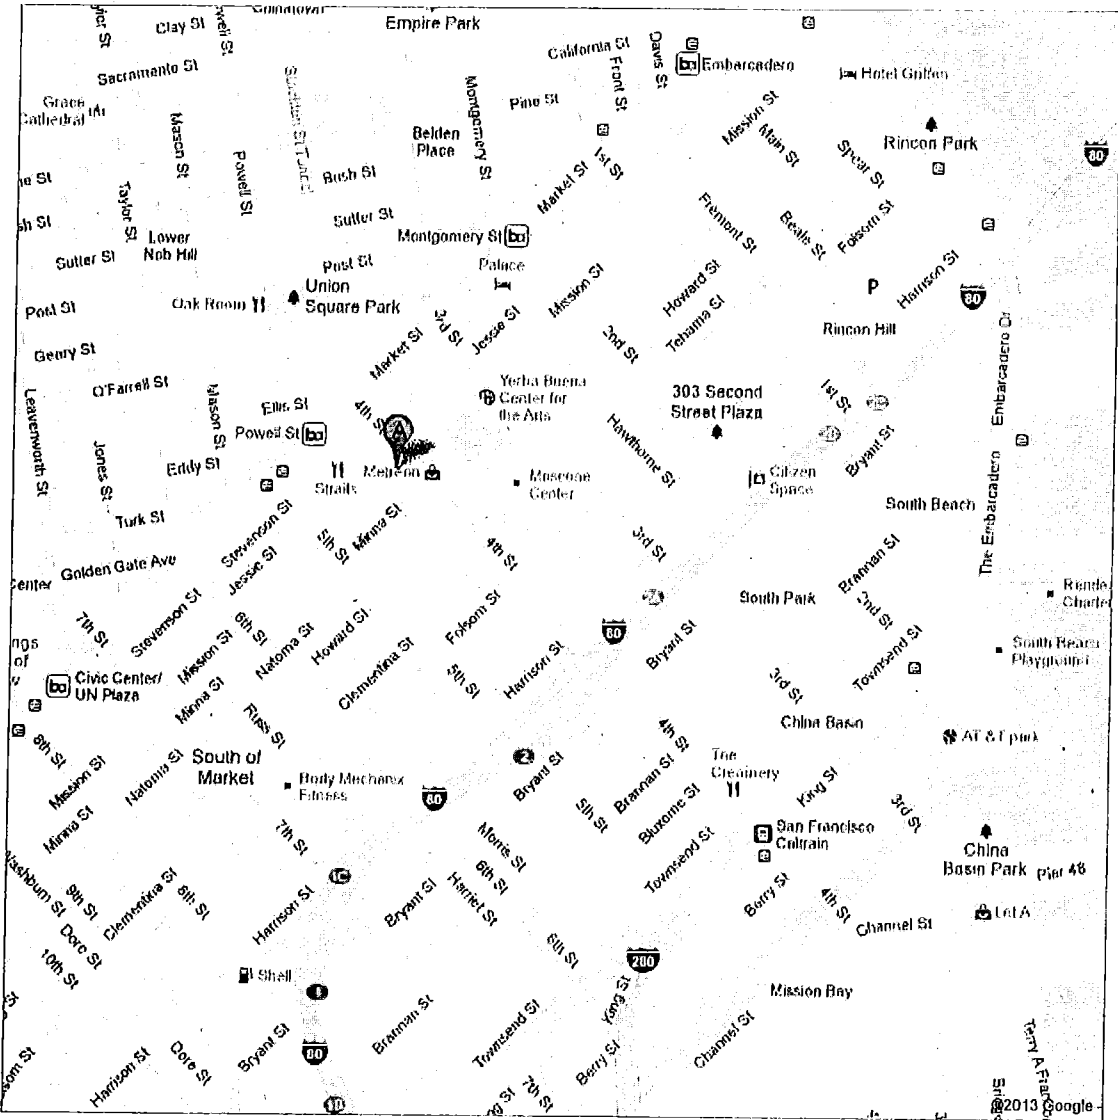 Clay St
Empire Park
California St
Davis St
Embarcadero
Hotel Griffon
Sacramento St
Front St
Grace
Cathedral
Mason St
Montgomery St
Pine St
Mission St
Main St
Rincon Park
80
Belden
Place
Spear St
Powell St
Bush St
Market St
1st St
Taylor St
Sutter St
Fremont St
Beale St
Folsom St
Lower
Nob Hill
Montgomery St
Sutter St
Post St
Palace
Harrison St
Union
Square Park
Oak Room
Mission St
Howard St
P
80
Post St
3rd St
Jessie St
Tehama St
Rincon Hill
Market St
2nd St
Geary St
Embarcadero Dr
O'Farrell St
Yerba Buena
Center for
the Arts
303 Second
Street Plaza
1st St
Leavenworth St
Mason St
Ellis St
4th St
A
Powell St
Hawthorne St
Bryant St
Jones St
Eddy St
Straits
Metreon
Moscone
Center
Citizen
Space
The Embarcadero
South Beach
Turk St
Stevenson St
5th St
Minna St
3rd St
Golden Gate Ave
Jessie St
4th St
Brannan St
7th St
Stevenson St
6th St
Folsom St
South Park
2nd St
Mission St
Natoma St
Howard St
80
Bryant St
Townsend St
South Beach
Playground
Civic Center/
UN Plaza
Minna St
Clementina St
5th St
Harrison St
3rd St
Russ St
China Basin
4th St
AT&T park
8th St
Mission St
Natoma St
South of
Market
2
Bryant St
Brannan St
The
Creamery
Body Mechanix
Fitness
80
King St
3rd St
Minna St
5th St
Bluxome St
San Francisco
Caltrain
7th St
Morris St
Townsend St
China
Basin Park
Pier 48
Washburn St
9th St
Clementina St
8th St
1C
6th St
Harriet St
Berry St
4th St
Harrison St
Bryant St
Channel St
Lot A
Dore St
10th St
6th St
280
Shell
Mission Bay
King St
Brannan St
Townsend St
Channel St
Bryant St
80
Berry St
Harrison St
Dore St
7th St
©2013 Google